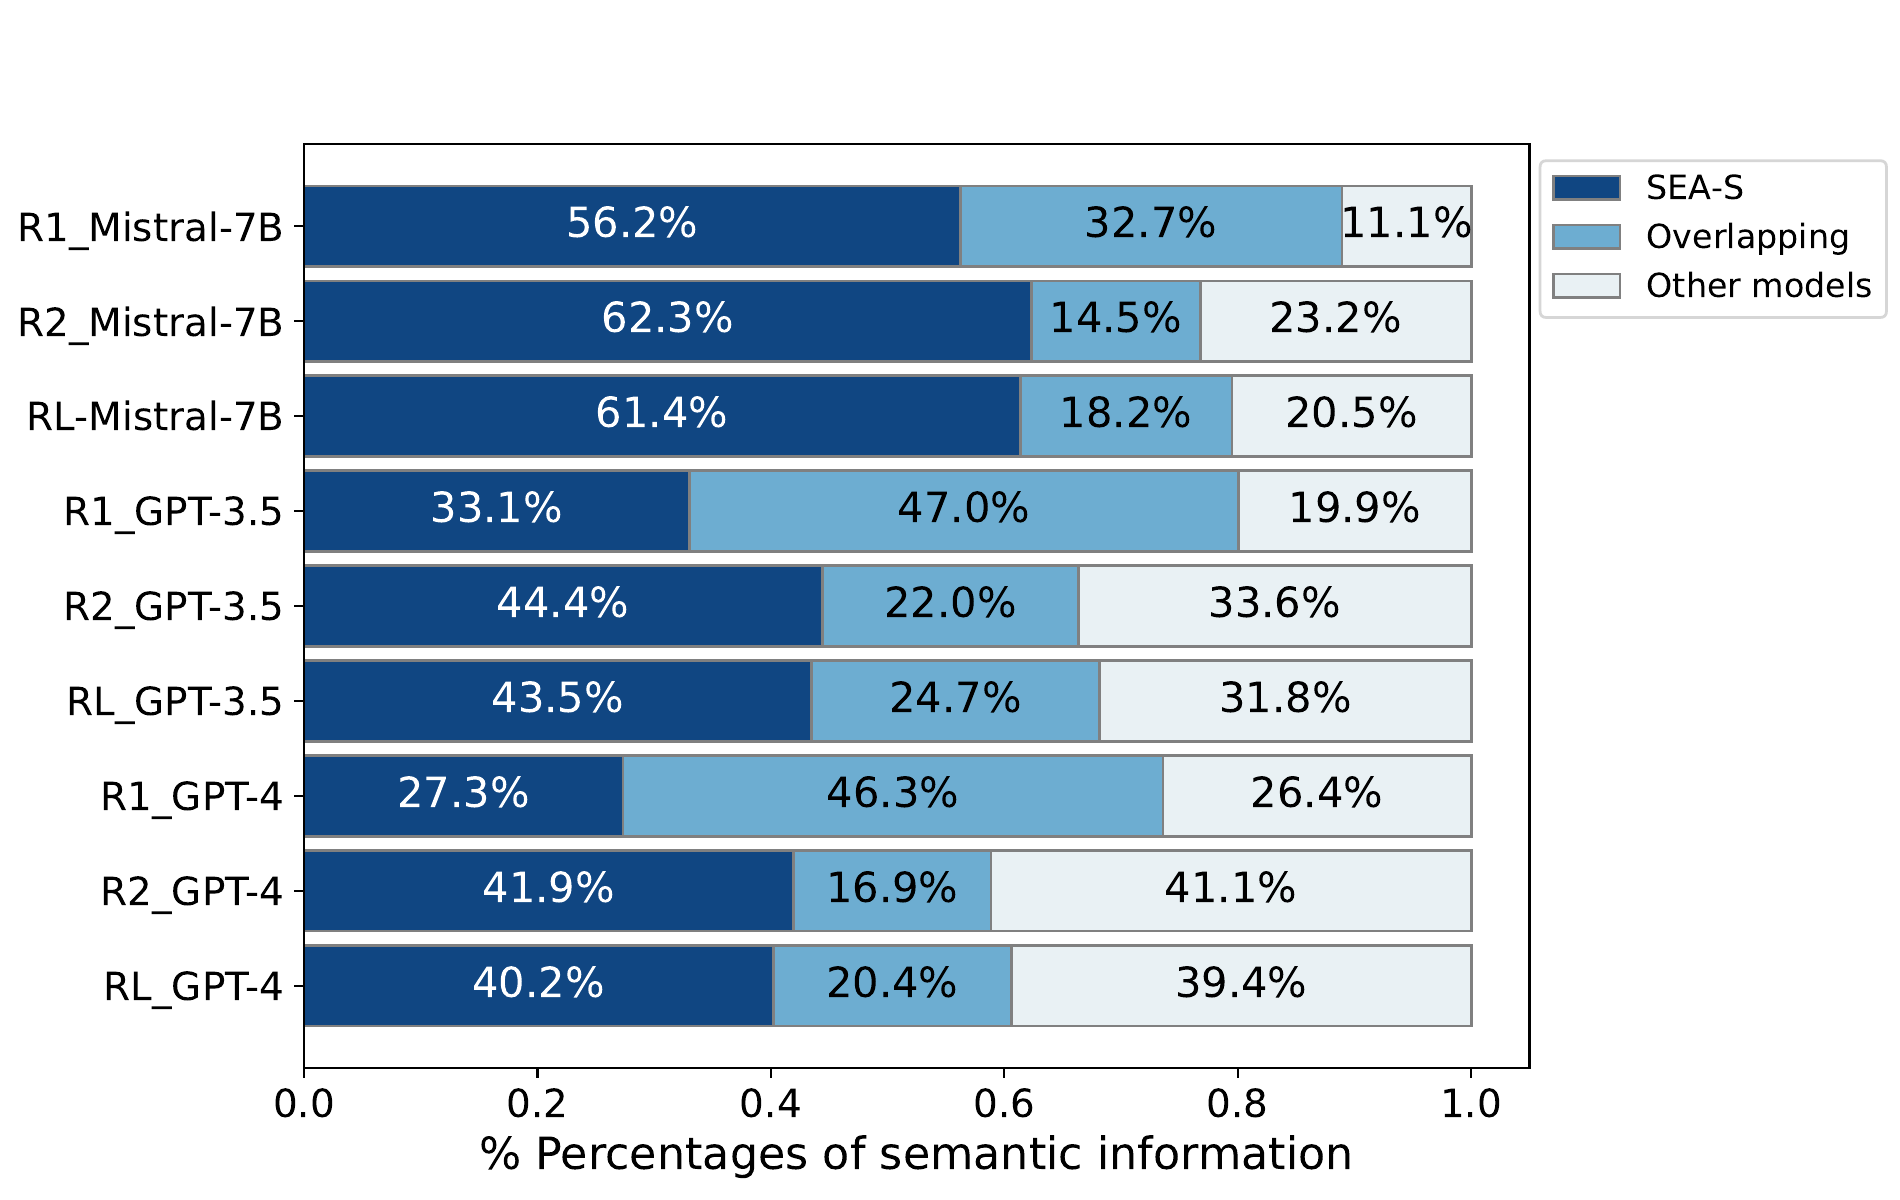 SEA-S
Overlapping
Other models
R1_Mistral-7B 56.2% 32.7% 11.1%
R2_Mistral-7B 62.3% 14.5% 23.2%
RL-Mistral-7B 61.4% 18.2% 20.5%
R1_GPT-3.5 33.1% 47.0% 19.9%
R2_GPT-3.5 44.4% 22.0% 33.6%
RL_GPT-3.5 43.5% 24.7% 31.8%
R1_GPT-4 27.3% 46.3% 26.4%
R2_GPT-4 41.9% 16.9% 41.1%
RL_GPT-4 40.2% 20.4% 39.4%
0.0 0.2 0.4 0.6 0.8 1.0
% Percentages of semantic information